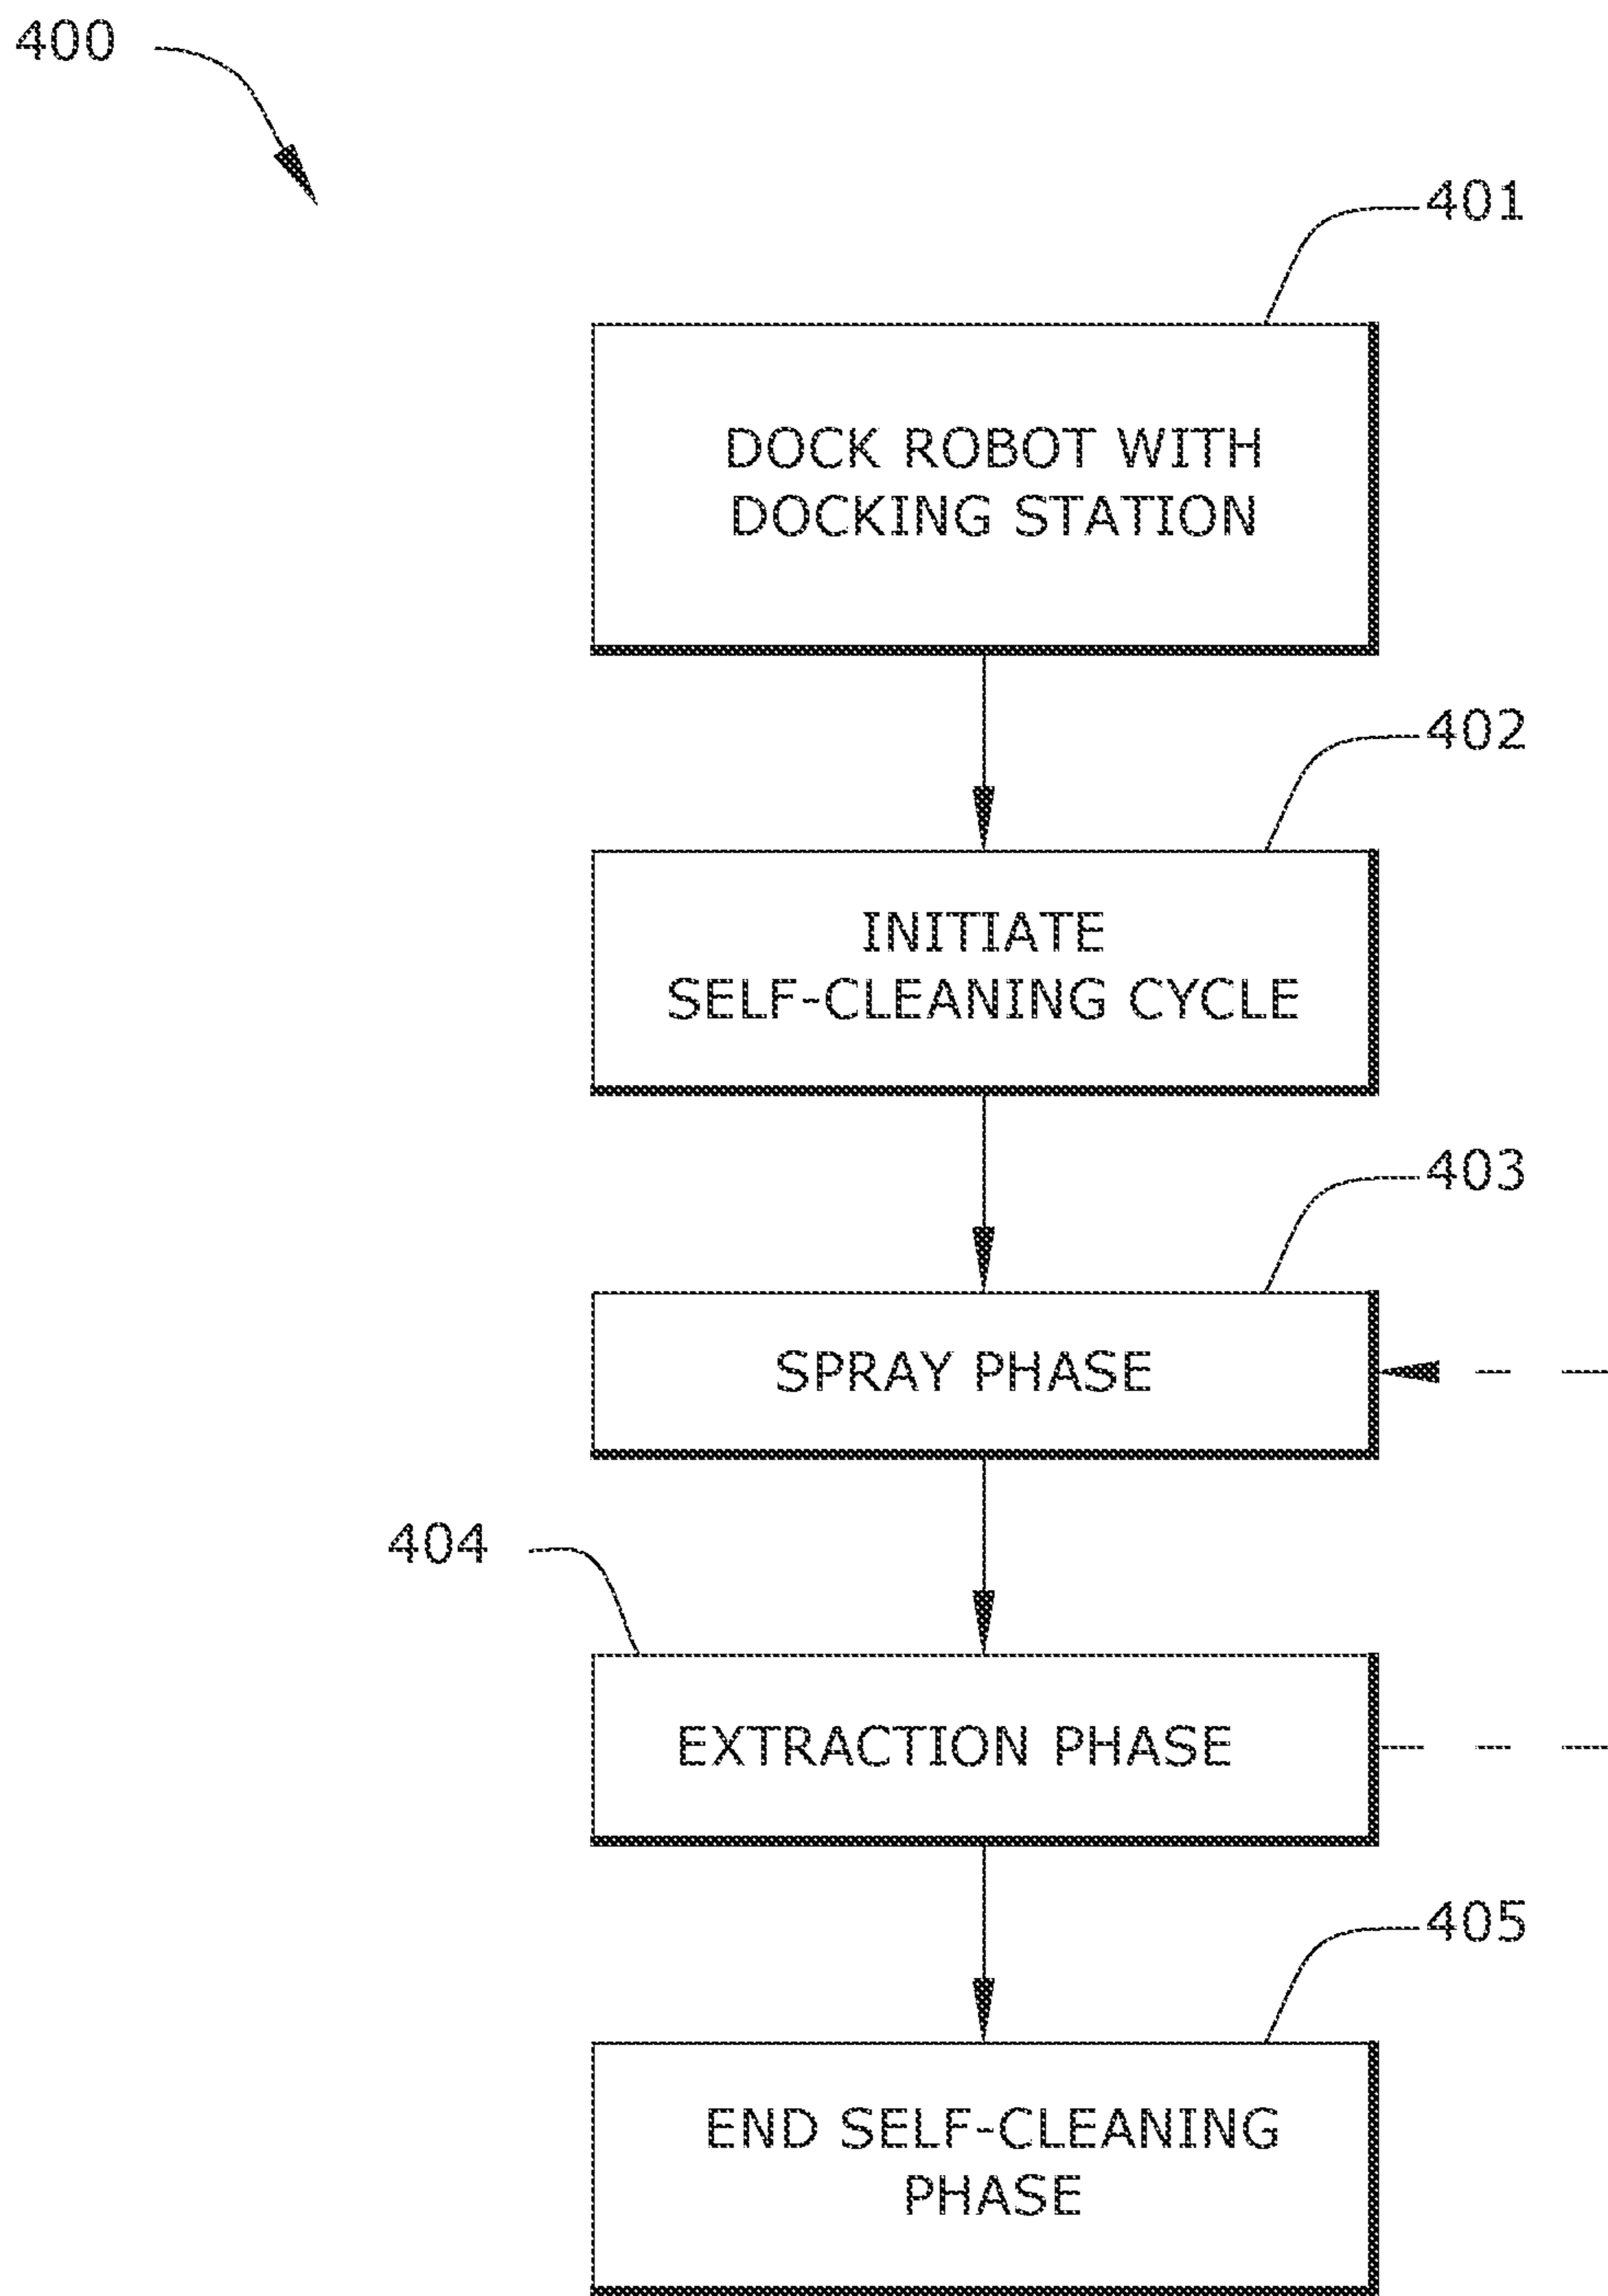 400
401
DOCK ROBOT WITH
DOCKING STATION
402
INITIATE
SELF-CLEANING CYCLE
403
SPRAY PHASE
404
EXTRACTION PHASE
405
END SELF-CLEANING
PHASE